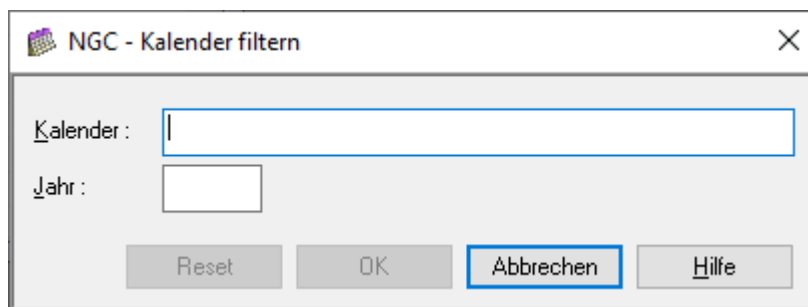 NGC - Kalender filtern
Kalender :
Jahr :
Reset OK Abbrechen Hilfe